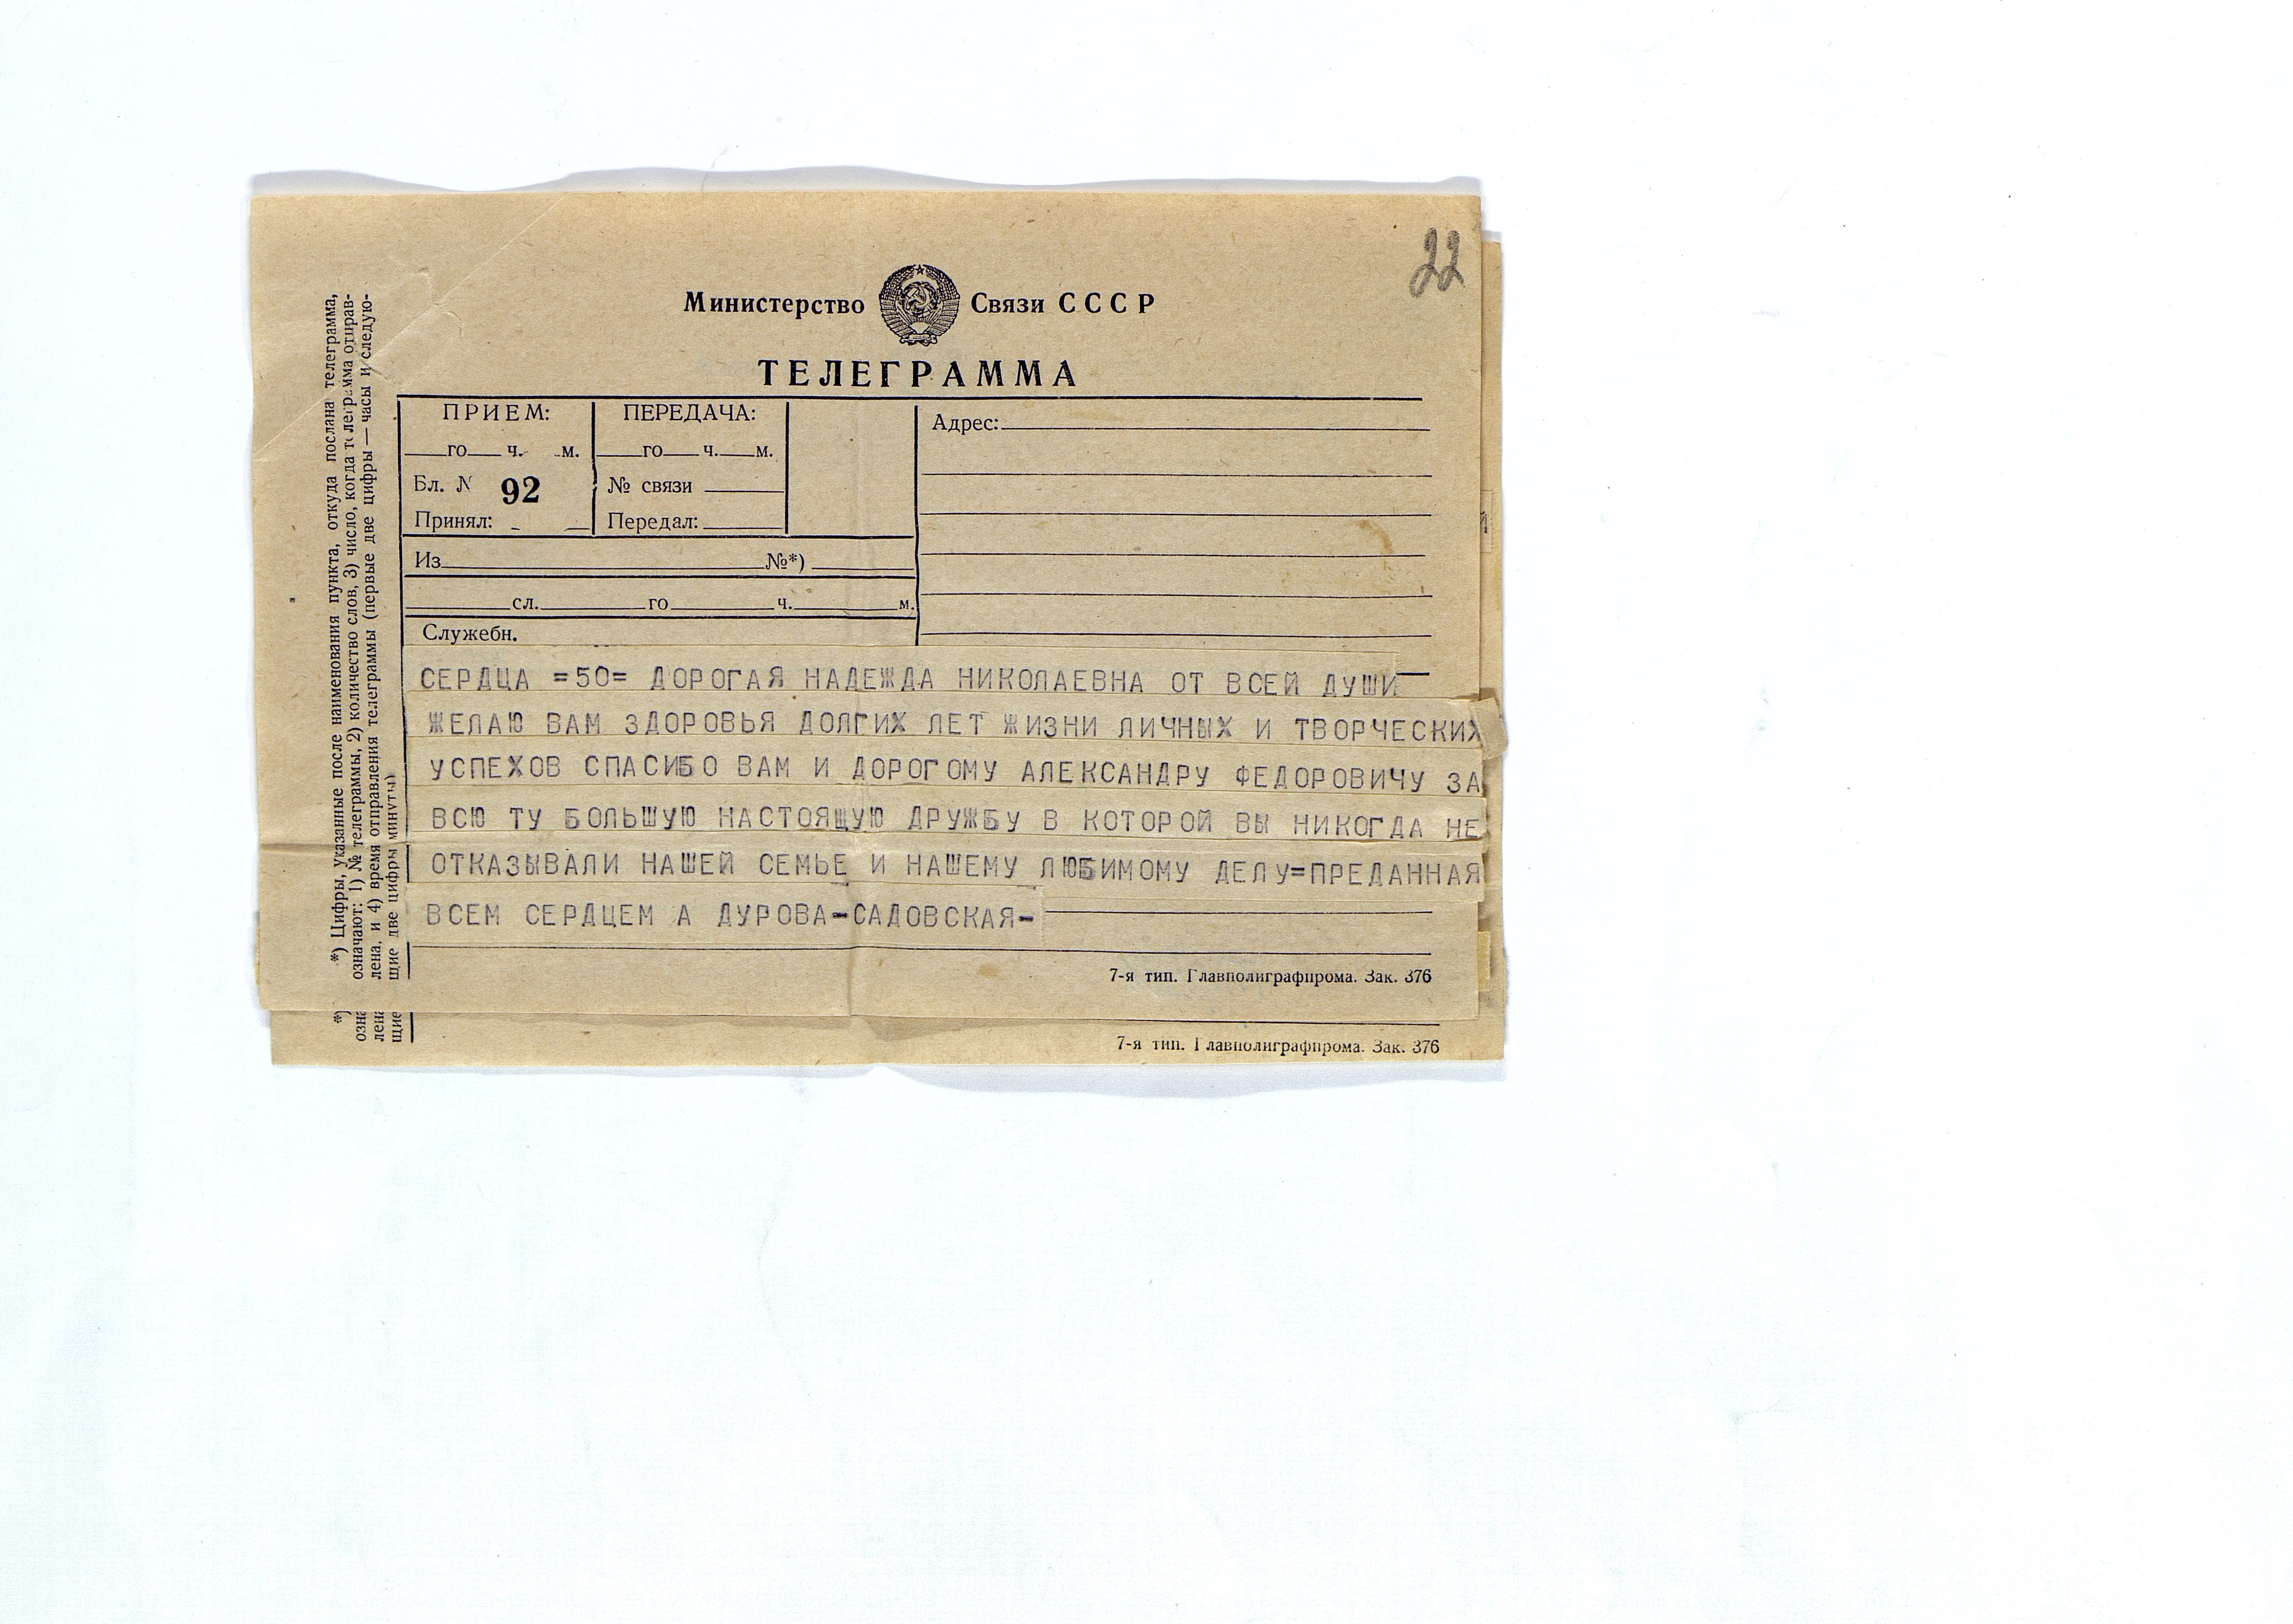 22
Министерство Связи СССР
ТЕЛЕГРАММА
ПРИЕМ:
го ч. м.
Бл. № 92
Принял:
ПЕРЕДАЧА:
го ч. м.
№ связи
Передал:
Адрес:
Из №*)
сл. го ч. м.
Служебн.
СЕРДЦА =50= ДОРОГАЯ НАДЕЖДА НИКОЛАЕВНА ОТ ВСЕЙ ДУШИ
ЖЕЛАЮ ВАМ ЗДОРОВЬЯ ДОЛГИХ ЛЕТ ЖИЗНИ ЛИЧНЫХ И ТВОРЧЕСКИХ
УСПЕХОВ СПАСИБО ВАМ И ДОРОГОМУ АЛЕКСАНДРУ ФЕДОРОВИЧУ ЗА
ВСЮ ТУ БОЛЬШУЮ НАСТОЯЩУЮ ДРУЖБУ В КОТОРОЙ ВЫ НИКОГДА НЕ
ОТКАЗЫВАЛИ НАШЕЙ СЕМЬЕ И НАШЕМУ ЛЮБИМОМУ ДЕЛУ=ПРЕДАННАЯ
ВСЕМ СЕРДЦЕМ А ДУРОВА-САДОВСКАЯ-
7-я тип. Главполиграфпрома. Зак. 376
7-я тип. Главполиграфпрома. Зак. 376
*) Цифры, указанные после наименования пункта, откуда послана телеграмма,
означают: 1) № телеграммы, 2) количество слов, 3) число, когда телеграмма отправ-
лена, и 4) время отправления телеграммы (первые две цифры — часы и следую-
щие две цифры минуты)